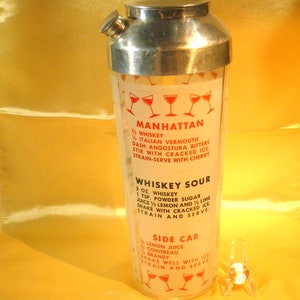 MANHATTAN
⅔ WHISKEY
⅓ ITALIAN VERMOUTH
DASH ANGOSTURA BITTERS
STIR WITH CRACKED ICE,
STRAIN-SERVE WITH CHERRY
WHISKEY SOUR
2 OZ. WHISKEY
1 TSP POWDER SUGAR
JUICE ½ LEMON AND ½ LIME
SHAKE WITH CRACKED ICE,
STRAIN AND SERVE.
SIDE CAR
LEMON JUICE
COINTREAU
BRANDY
SHAKE WELL WITH ICE,
STRAIN AND SERVE